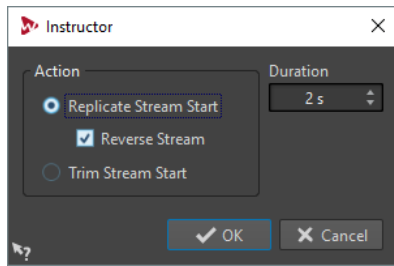 Instructor
Action
Duration
Replicate Stream Start
2 s
Reverse Stream
Trim Stream Start
OK
Cancel
?